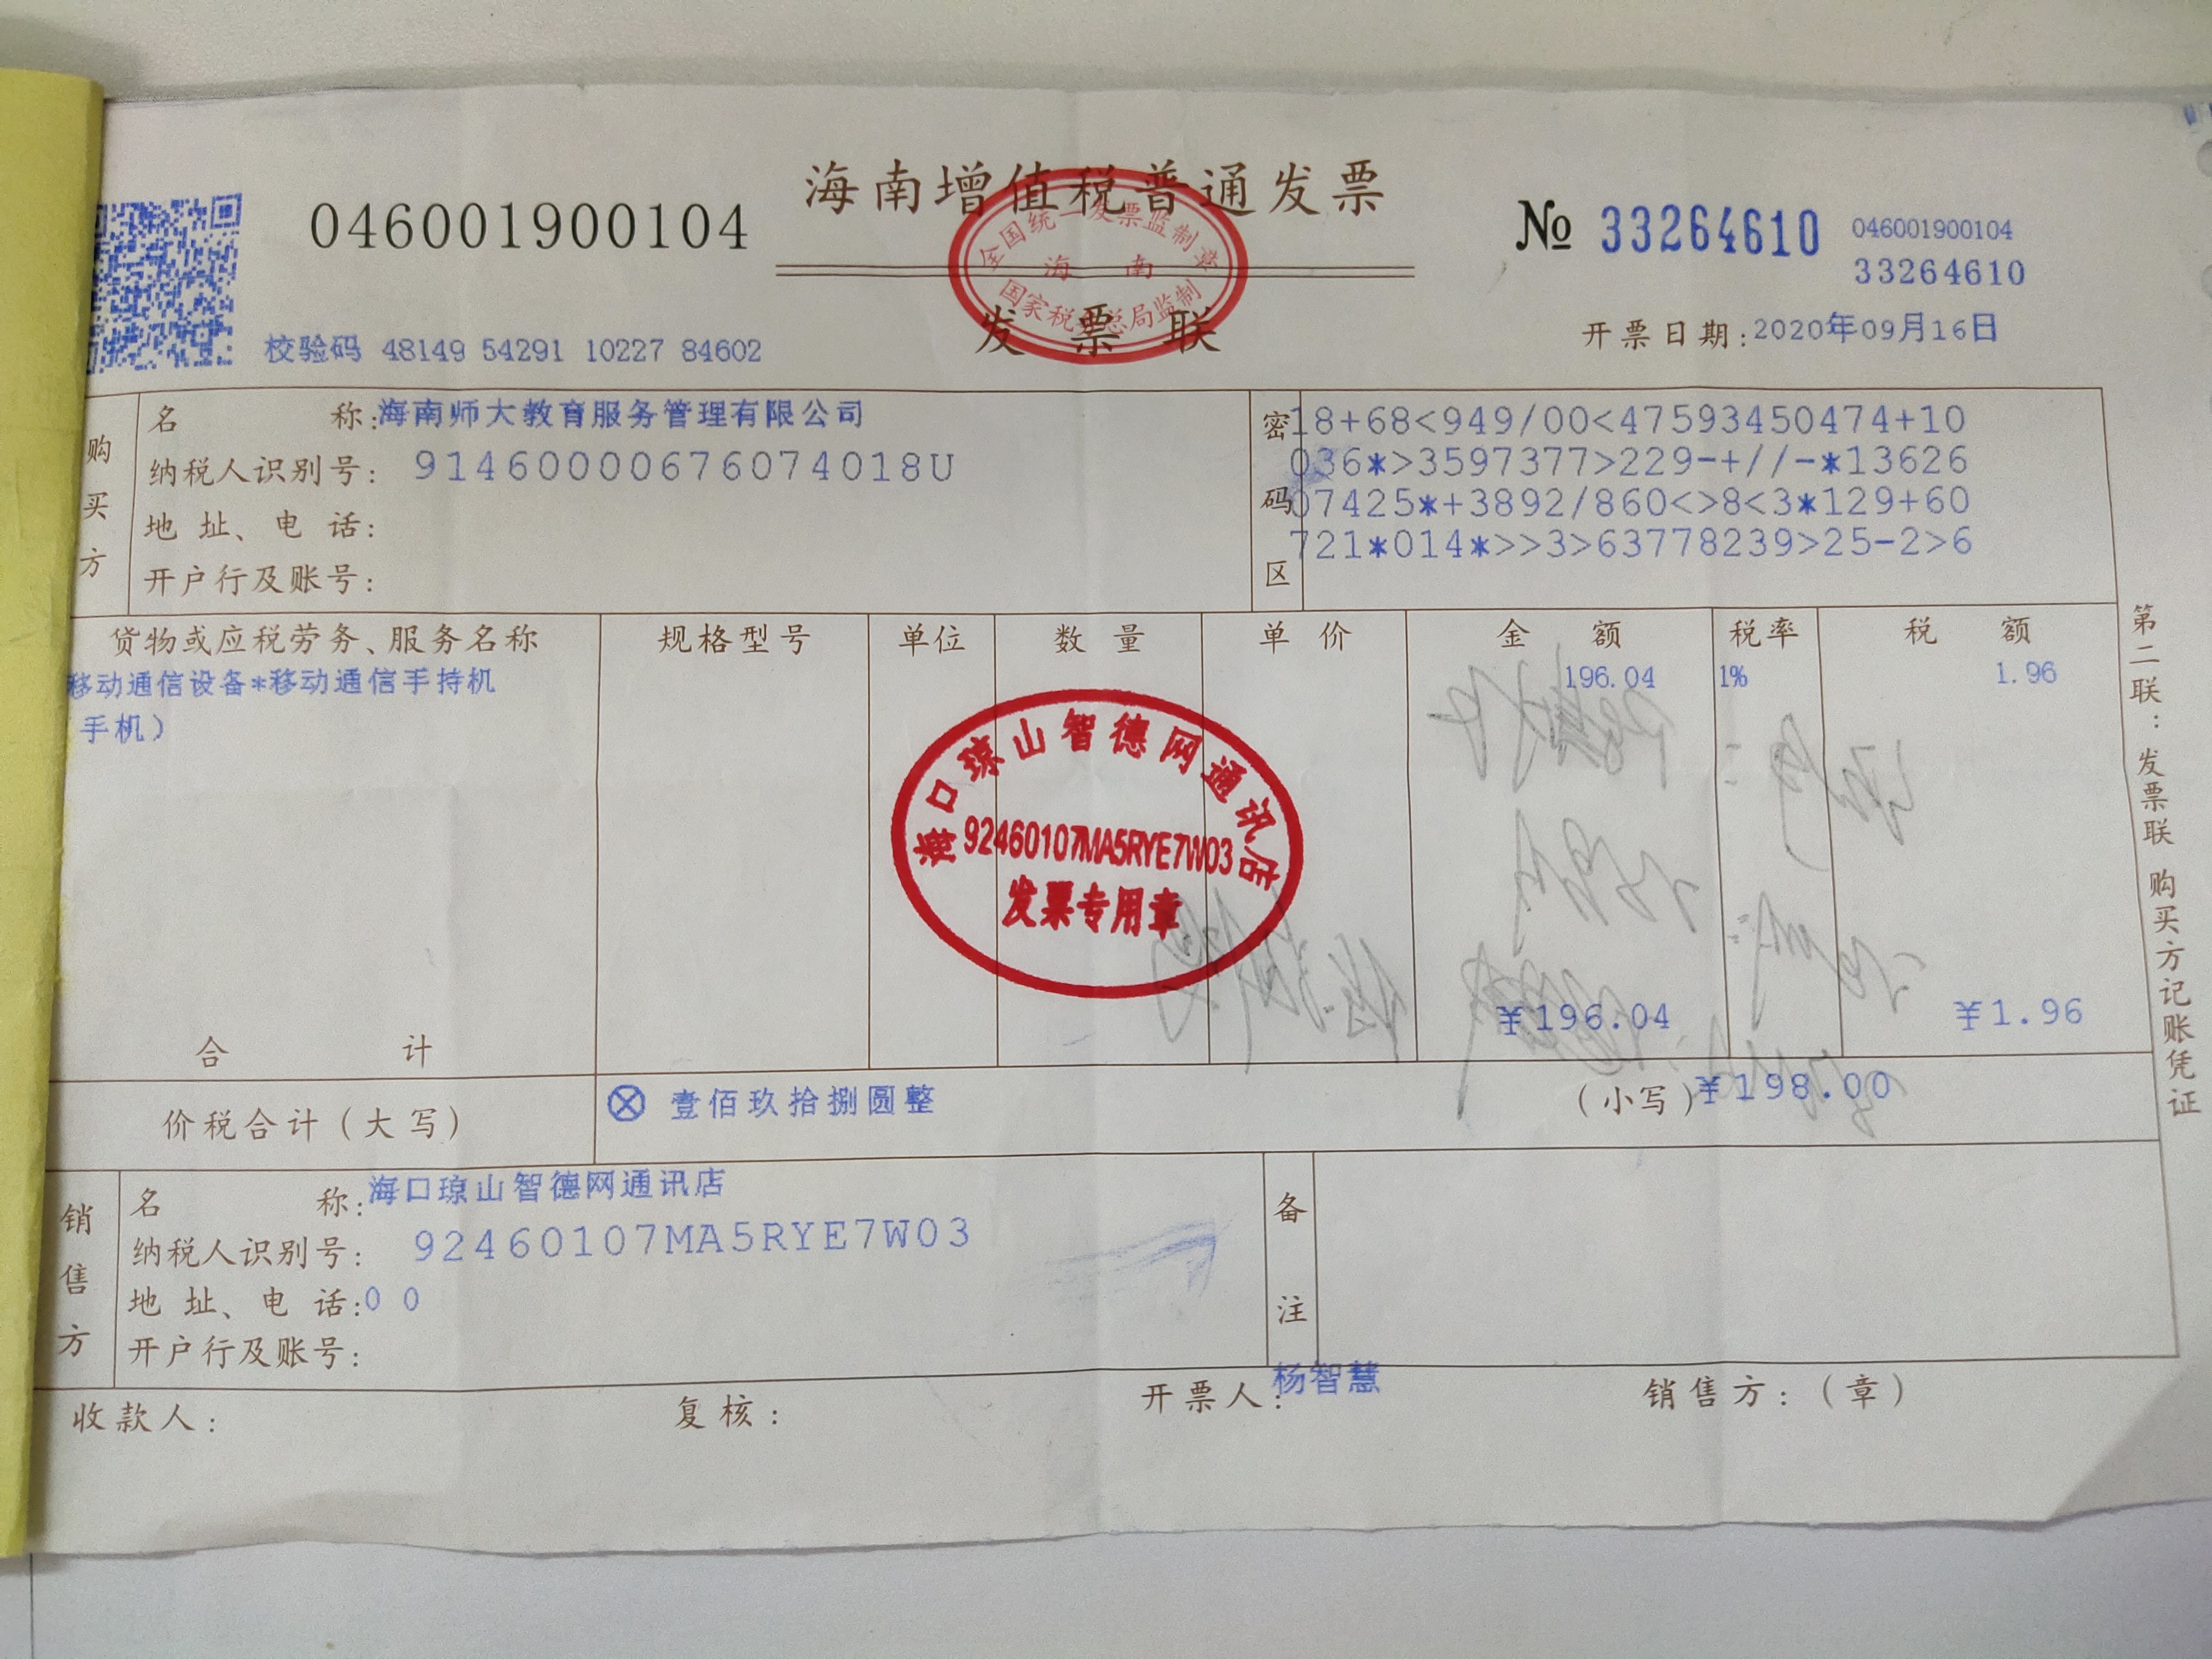 海南增值税普通发票
046001900104
全国统一发票监制章
海南
国家税务总局监制
发票联
№ 33264610
046001900104
33264610
校验码 48149 54291 10227 84602
开票日期:2020年09月16日
购买方
名称:海南师大教育服务管理有限公司
纳税人识别号: 91460000676074018U
地址、电话:
开户行及账号:
密码区
18+68<949/00<47593450474+10
036*>3597377>229-+//-*13626
07425*+3892/860<>8<3*129+60
721*014*>>3>63778239>25-2>6
货物或应税劳务、服务名称 规格型号 单位 数量 单价 金额 税率 税额
移动通信设备*移动通信手持机 196.04 1% 1.96
手机）
海口琼山智德网通讯店
92460107MA5RYE7W03
发票专用章
合计 ¥196.04 ¥1.96
价税合计（大写） ⊗ 壹佰玖拾捌圆整 （小写）¥198.00
销售方
名称:海口琼山智德网通讯店
纳税人识别号: 92460107MA5RYE7W03
地址、电话:0 0
开户行及账号:
备注
收款人: 复核: 开票人:杨智慧 销售方:（章）
第二联:发票联 购买方记账凭证